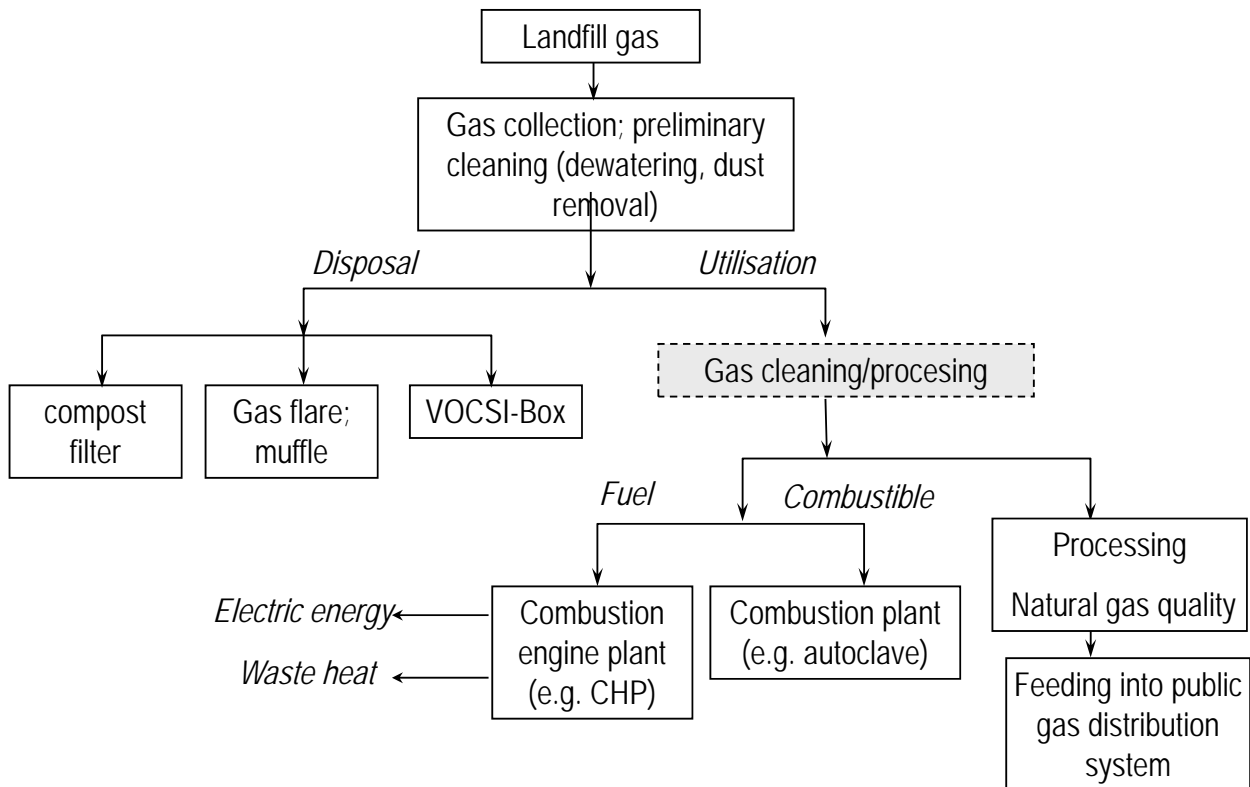 Landfill gas
Gas collection; preliminary
cleaning (dewatering, dust
removal)
Disposal
Utilisation
Gas cleaning/procesing
compost
filter
Gas flare;
muffle
VOCSI-Box
Fuel
Combustible
Processing
Natural gas quality
Electric energy
Waste heat
Combustion
engine plant
(e.g. CHP)
Combustion plant
(e.g. autoclave)
Feeding into public
gas distribution
system